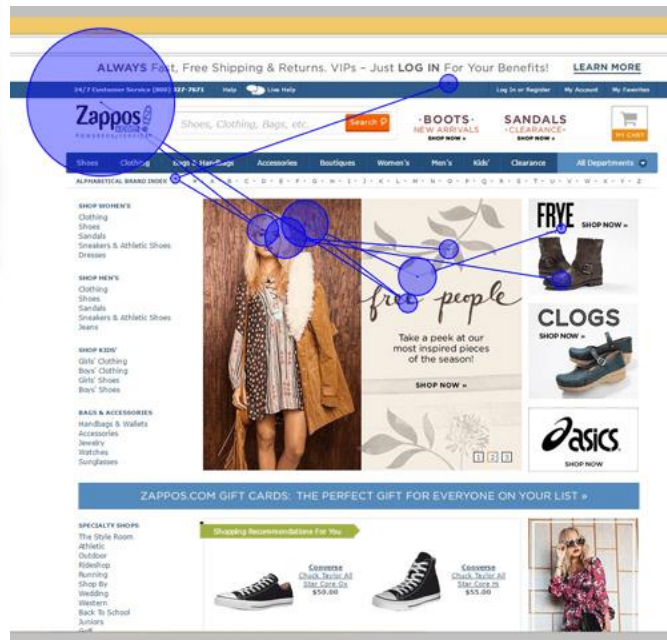 ALWAYS Fast, Free Shipping & Returns. VIPs – Just LOG IN For Your Benefits! LEARN MORE
24/7 Customer Service (800) 927-7671 Help Live Help Log In or Register My Account My Favorites
Zappos
Shoes, Clothing, Bags, etc. Search
·BOOTS·
NEW ARRIVALS
SHOP NOW »
SANDALS
·CLEARANCE·
SHOP NOW »
MY CART
Shoes Clothing Bags & Handbags Accessories Boutiques Women's Men's Kids' Clearance All Departments
ALPHABETICAL BRAND INDEX # · A · B · C · D · E · F · G · H · I · J · K · L · M · N · O · P · Q · R · S · T · U · V · W · X · Y · Z
SHOP WOMEN'S
Clothing
Shoes
Sandals
Sneakers & Athletic Shoes
Dresses
SHOP MEN'S
Clothing
Shoes
Sandals
Sneakers & Athletic Shoes
Jeans
SHOP KIDS'
Girls' Clothing
Boys' Clothing
Girls' Shoes
Boys' Shoes
BAGS & ACCESSORIES
Handbags & Wallets
Accessories
Jewelry
Watches
Sunglasses
free people
Take a peek at our
most inspired pieces
of the season!
SHOP NOW »
1 2 3
FRYE SHOP NOW »
CLOGS
SHOP NOW »
asics
SHOP NOW
ZAPPOS.COM GIFT CARDS: THE PERFECT GIFT FOR EVERYONE ON YOUR LIST »
SPECIALTY SHOPS
The Style Room
Athletic
Outdoor
Rideshop
Running
Shop By
Wedding
Western
Back To School
Juniors
Golf
Shopping Recommendations For You
Converse
Chuck Taylor All
Star Core Ox
$50.00
Converse
Chuck Taylor All
Star Core Hi
$55.00